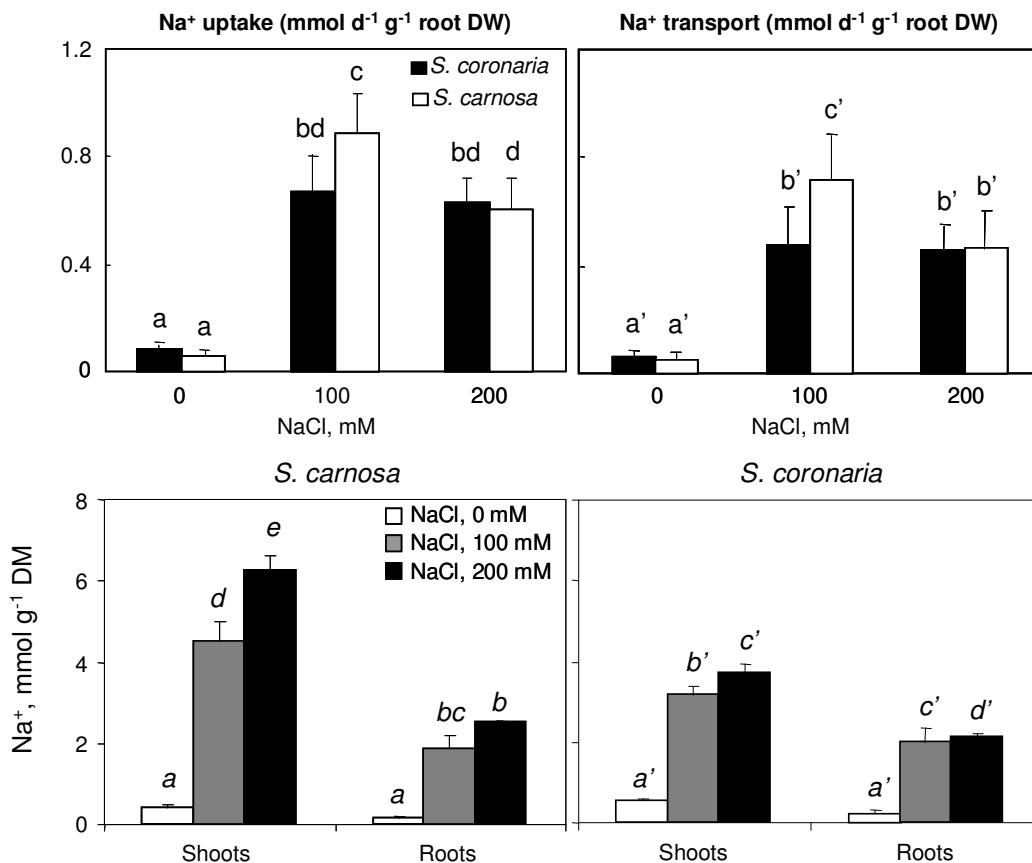 Na⁺ uptake (mmol d⁻¹ g⁻¹ root DW)
Na⁺ transport (mmol d⁻¹ g⁻¹ root DW)
1.2
0.8
0.4
0
S. coronaria
S. carnosa
a
a
bd
c
bd
d
0
100
200
NaCl, mM
a’
a’
b’
c’
b’
b’
0
100
200
NaCl, mM
S. carnosa
S. coronaria
Na⁺, mmol g⁻¹ DM
8
6
4
2
0
NaCl, 0 mM
NaCl, 100 mM
NaCl, 200 mM
a
d
e
a
bc
b
Shoots
Roots
a’
b’
c’
a’
c’
d’
Shoots
Roots